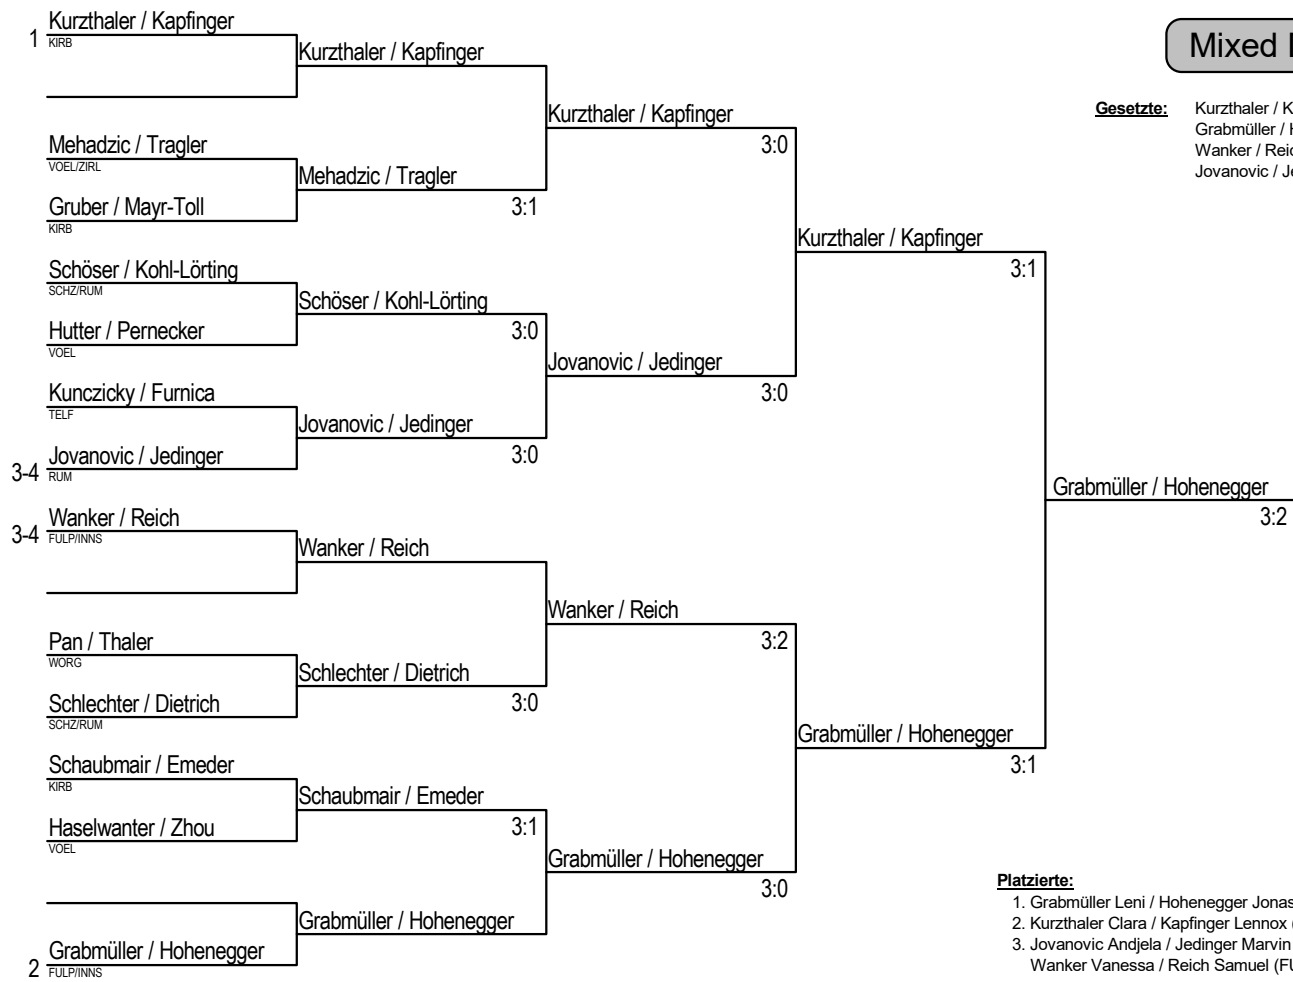 Mixed
Gesetzte:
Kurzthaler / K
Grabmüller /
Wanker / Rei
Jovanovic / J
1 Kurzthaler / Kapfinger
KIRB
Mehadzic / Tragler
VOEL/ZIRL
Gruber / Mayr-Toll
KIRB
Schöser / Kohl-Lörting
SCHZ/RUM
Hutter / Pernecker
VOEL
Kunczicky / Furnica
TELF
3-4 Jovanovic / Jedinger
RUM
3-4 Wanker / Reich
FULP/INNS
Pan / Thaler
WORG
Schlechter / Dietrich
SCHZ/RUM
Schaubmair / Emeder
KIRB
Haselwanter / Zhou
VOEL
2 Grabmüller / Hohenegger
FULP/INNS
Kurzthaler / Kapfinger
Mehadzic / Tragler
3:1
Schöser / Kohl-Lörting
3:0
Jovanovic / Jedinger
3:0
Wanker / Reich
Schlechter / Dietrich
3:0
Schaubmair / Emeder
3:1
Grabmüller / Hohenegger
Kurzthaler / Kapfinger
3:0
Jovanovic / Jedinger
3:0
Wanker / Reich
3:2
Grabmüller / Hohenegger
3:0
Kurzthaler / Kapfinger
3:1
Grabmüller / Hohenegger
3:1
Grabmüller / Hohenegger
3:2
Platzierte:
1. Grabmüller Leni / Hohenegger Jonas
2. Kurzthaler Clara / Kapfinger Lennox (
3. Jovanovic Andjela / Jedinger Marvin
Wanker Vanessa / Reich Samuel (FU